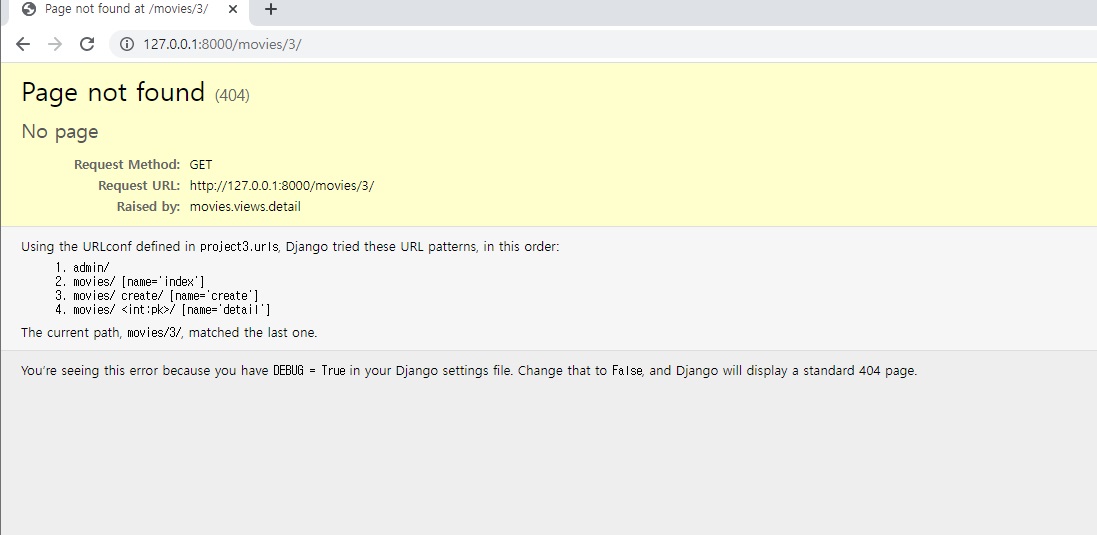 Page not found at /movies/3/
127.0.0.1:8000/movies/3/
Page not found (404)
No page
Request Method: GET
Request URL: http://127.0.0.1:8000/movies/3/
Raised by: movies.views.detail
Using the URLconf defined in project3.urls, Django tried these URL patterns, in this order:
1. admin/
2. movies/ [name='index']
3. movies/ create/ [name='create']
4. movies/ <int:pk>/ [name='detail']
The current path, movies/3/, matched the last one.
You're seeing this error because you have DEBUG = True in your Django settings file. Change that to False, and Django will display a standard 404 page.